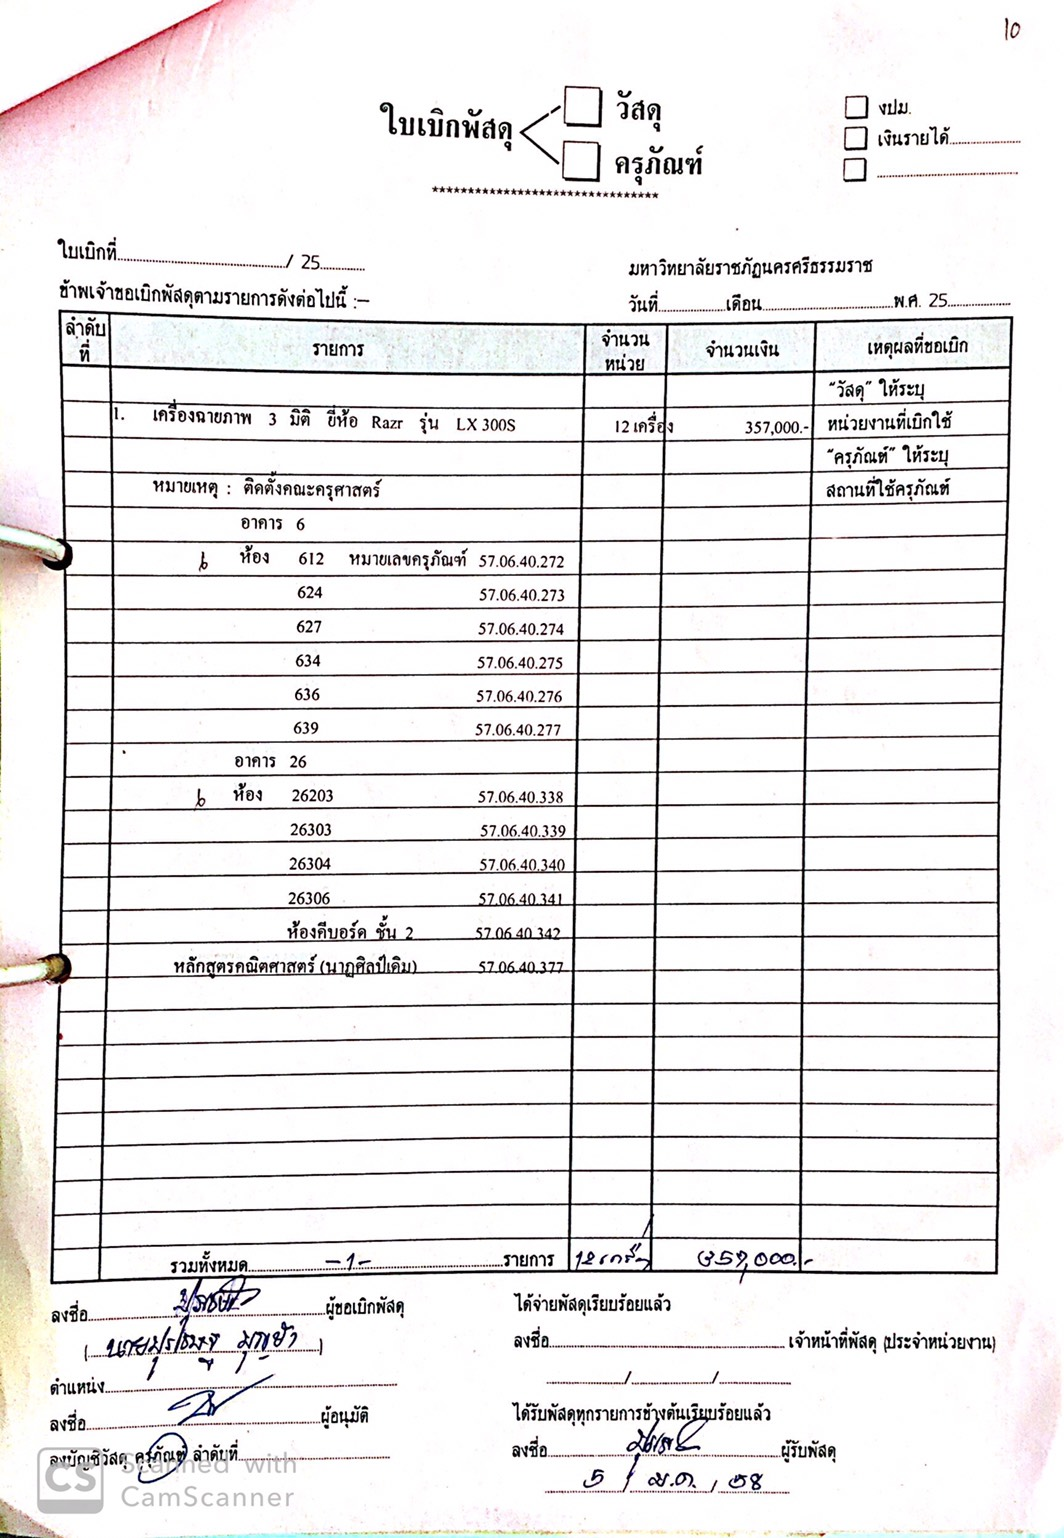 10
ใบเบิกพัสดุ
วัสดุ
ครุภัณฑ์
งปม.
เงินรายได้
********************************
ใบเบิกที่........................../ 25........
มหาวิทยาลัยราชภัฏนครศรีธรรมราช
ข้าพเจ้าขอเบิกพัสดุตามรายการดังต่อไปนี้ :-
วันที่............เดือน......................พ.ศ. 25..........
ลำดับที่ รายการ จำนวนหน่วย จำนวนเงิน เหตุผลที่ขอเบิก
"วัสดุ" ให้ระบุ
1. เครื่องฉายภาพ 3 มิติ ยี่ห้อ Razr รุ่น LX 300S 12 เครื่อง 357,000.- หน่วยงานที่เบิกใช้
"ครุภัณฑ์" ให้ระบุ
หมายเหตุ : ติดตั้งคณะครุศาสตร์ สถานที่ใช้ครุภัณฑ์
อาคาร 6
6 ห้อง 612 หมายเลขครุภัณฑ์ 57.06.40.272
624 57.06.40.273
627 57.06.40.274
634 57.06.40.275
636 57.06.40.276
639 57.06.40.277
อาคาร 26
6 ห้อง 26203 57.06.40.338
26303 57.06.40.339
26304 57.06.40.340
26306 57.06.40.341
ห้องคีบอร์ด ชั้น 2 57.06.40.342
หลักสูตรคณิตศาสตร์ (นาฏศิลป์เดิม) 57.06.40.377
รวมทั้งหมด -1- รายการ 12 เครื่อง 357,000.-
ลงชื่อ ผู้ขอเบิกพัสดุ
ได้จ่ายพัสดุเรียบร้อยแล้ว
ลงชื่อ เจ้าหน้าที่พัสดุ (ประจำหน่วยงาน)
ตำแหน่ง
ลงชื่อ ผู้อนุมัติ
ได้รับพัสดุทุกรายการข้างต้นเรียบร้อยแล้ว
ลงบัญชีวัสดุ ครุภัณฑ์ ลำดับที่
ลงชื่อ ผู้รับพัสดุ
5 / ม.ค. / 58
CS Scanned with
CamScanner